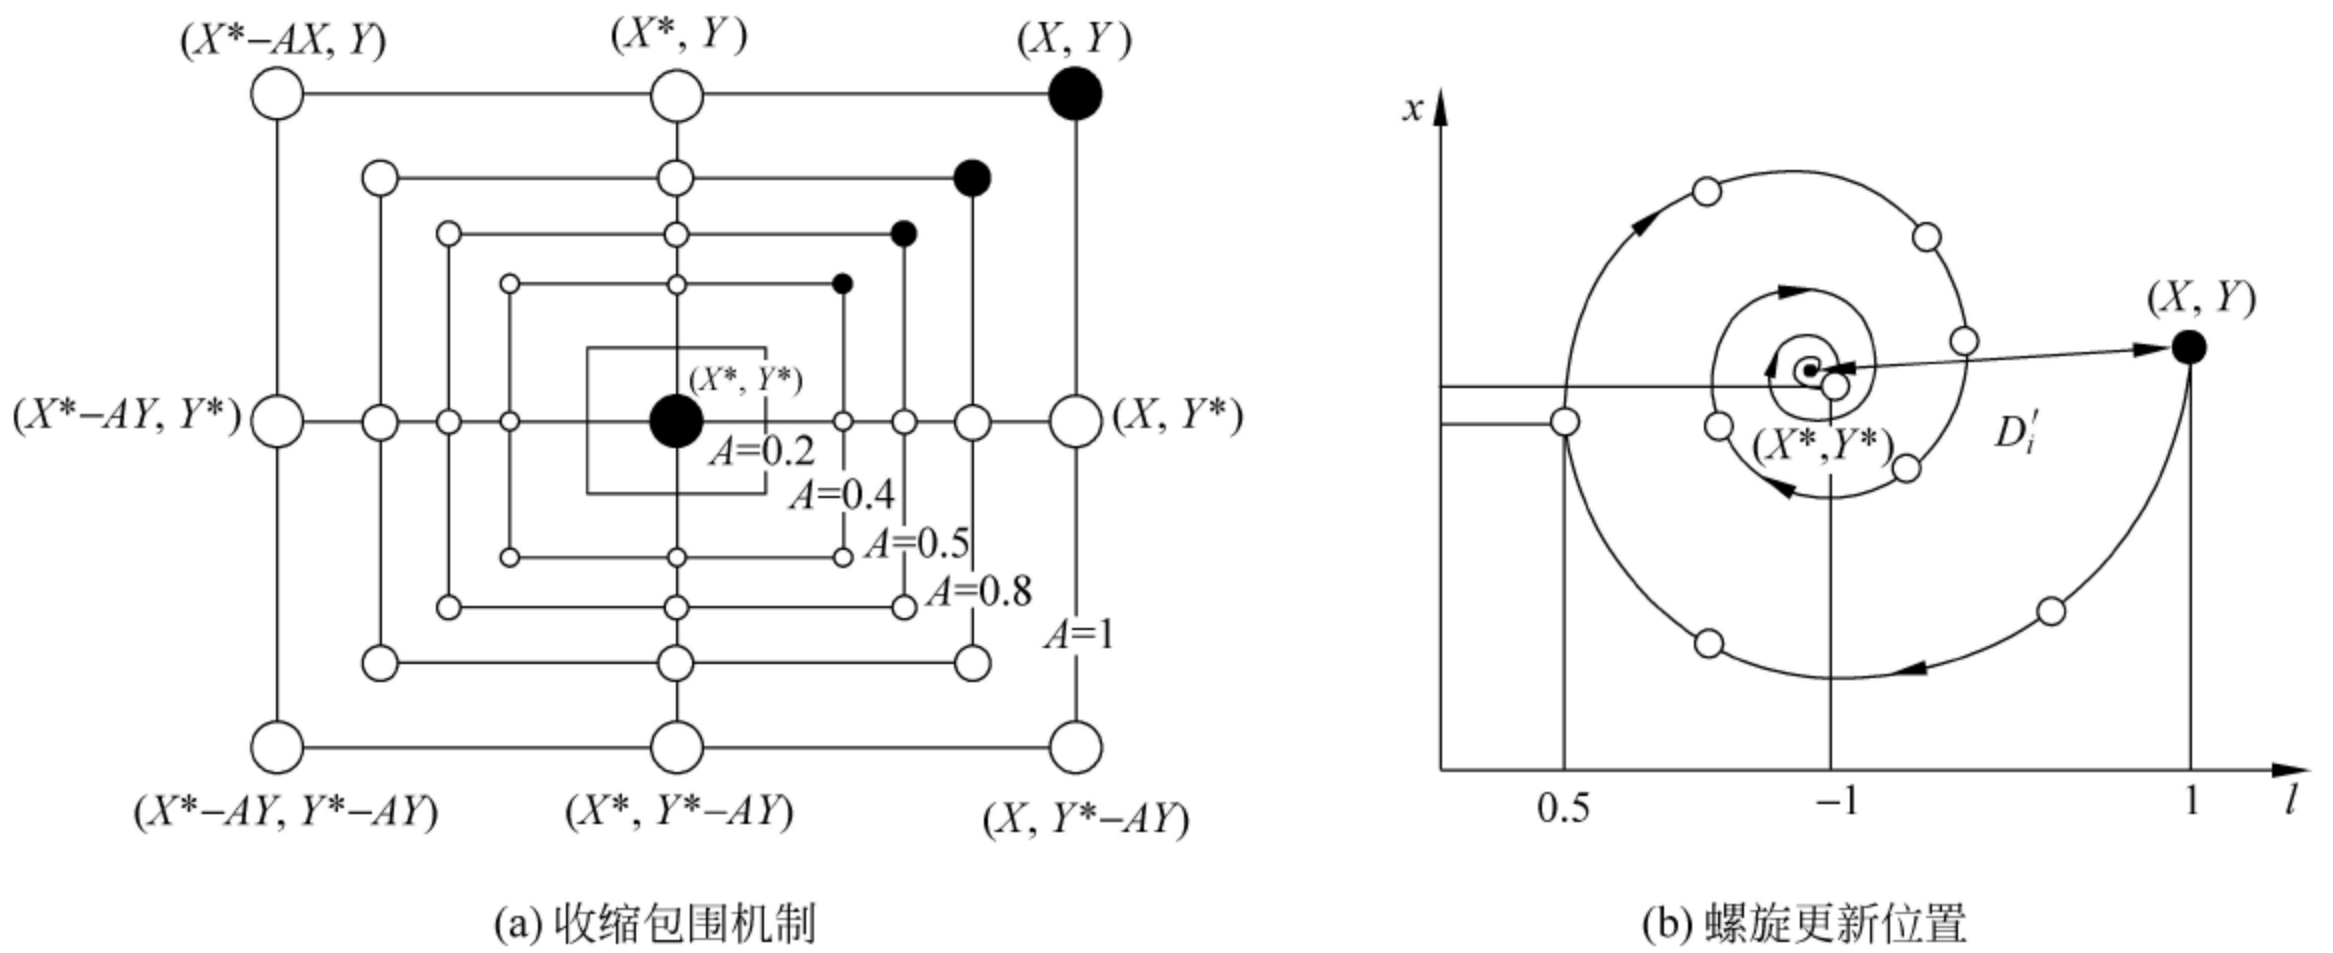 (X*−AX, Y)
(X*, Y)
(X, Y)
(X*, Y*)
(X*−AY, Y*)
(X, Y*)
A=0.2
A=0.4
A=0.5
A=0.8
A=1
(X*−AY, Y*−AY)
(X*, Y*−AY)
(X, Y*−AY)
(a) 收缩包围机制
x
(X, Y)
(X*,Y*)
D′i
0.5
−1
1
l
(b) 螺旋更新位置